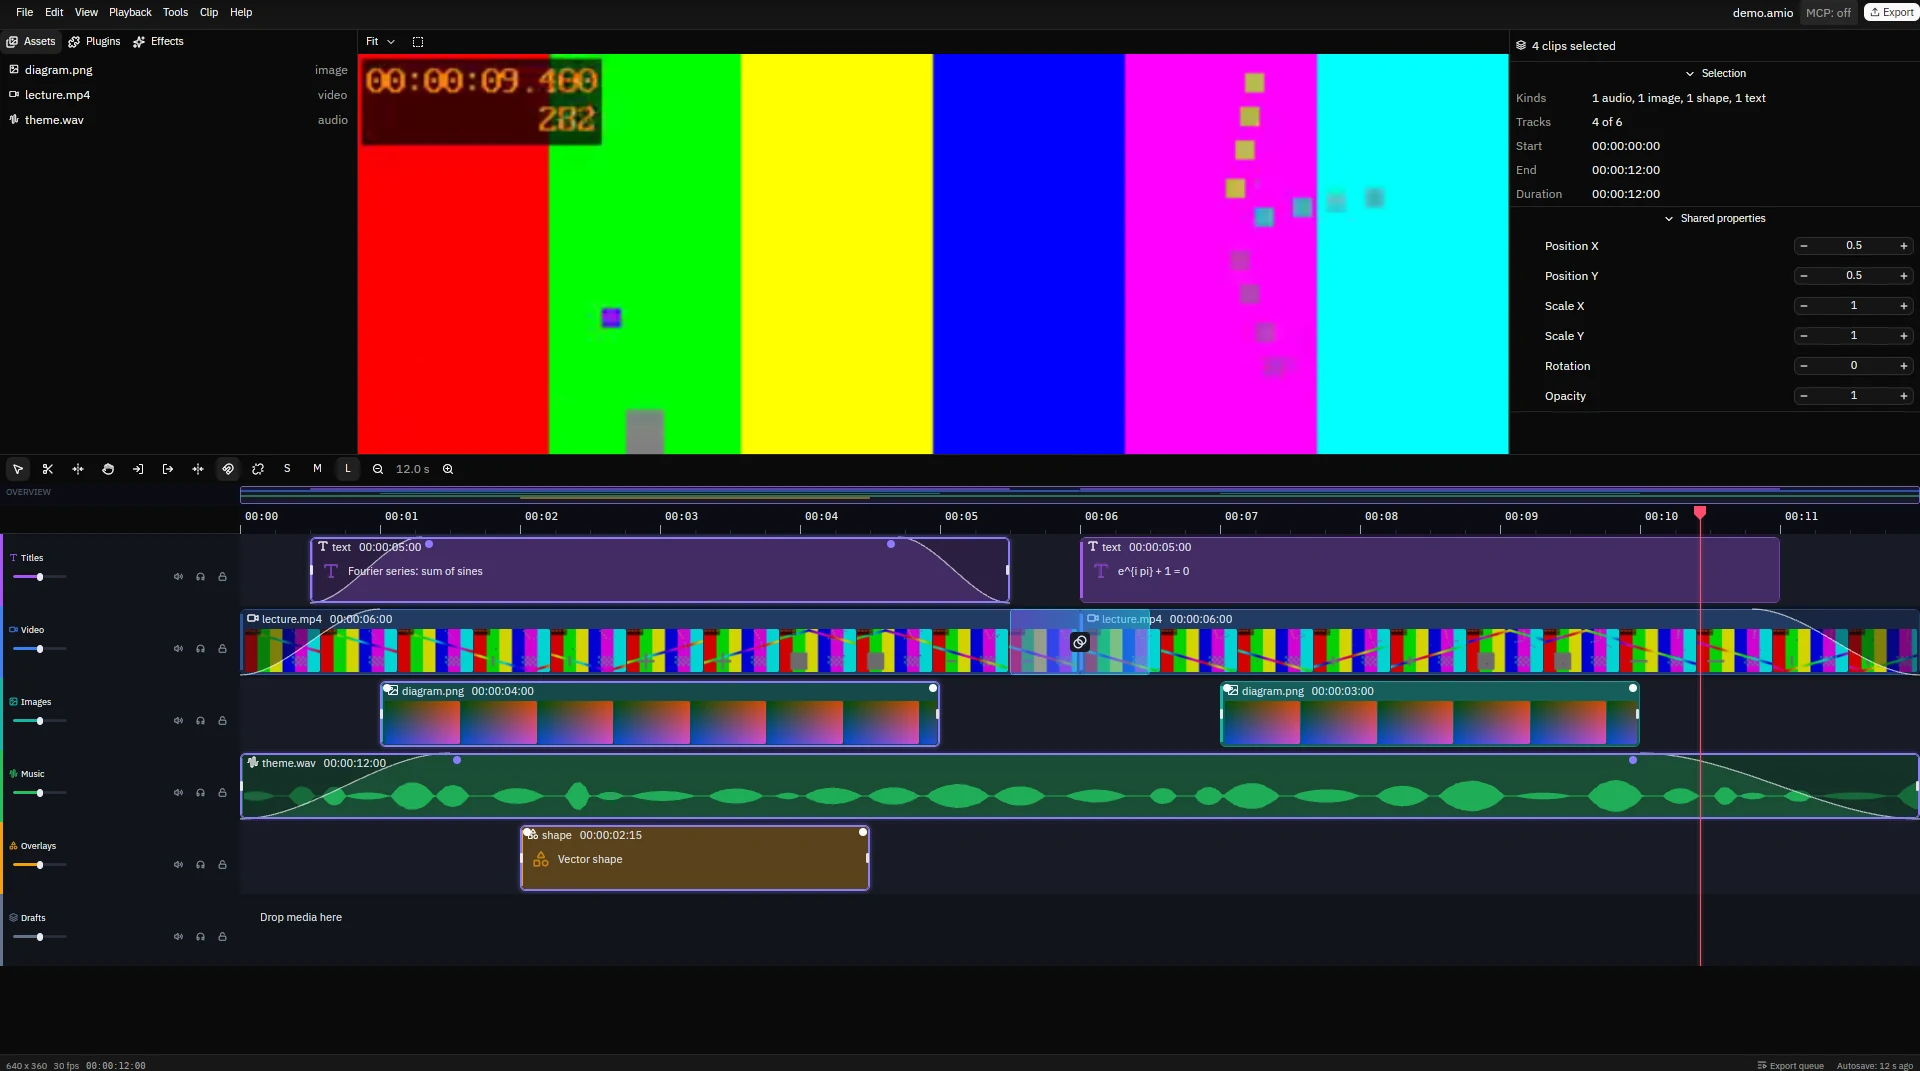 File Edit View Playback Tools Clip Help
demo.amio MCP: off Export
Assets Plugins Effects
Fit
4 clips selected
diagram.png image
lecture.mp4 video
theme.wav audio
00:00:09.400
282
Selection
Kinds 1 audio, 1 image, 1 shape, 1 text
Tracks 4 of 6
Start 00:00:00:00
End 00:00:12:00
Duration 00:00:12:00
Shared properties
Position X 0.5
Position Y 0.5
Scale X 1
Scale Y 1
Rotation 0
Opacity 1
S M L 12.0 s
OVERVIEW
00:00 00:01 00:02 00:03 00:04 00:05 00:06 00:07 00:08 00:09 00:10 00:11
Titles
text 00:00:05:00
Fourier series: sum of sines
text 00:00:05:00
e^{i pi} + 1 = 0
Video
lecture.mp4 00:00:06:00
lecture.mp4 00:00:06:00
Images
diagram.png 00:00:04:00
diagram.png 00:00:03:00
Music
theme.wav 00:00:12:00
Overlays
shape 00:00:02:15
Vector shape
Drafts
Drop media here
640 x 360 30 fps 00:00:12:00
Export queue Autosave: 12 s ago